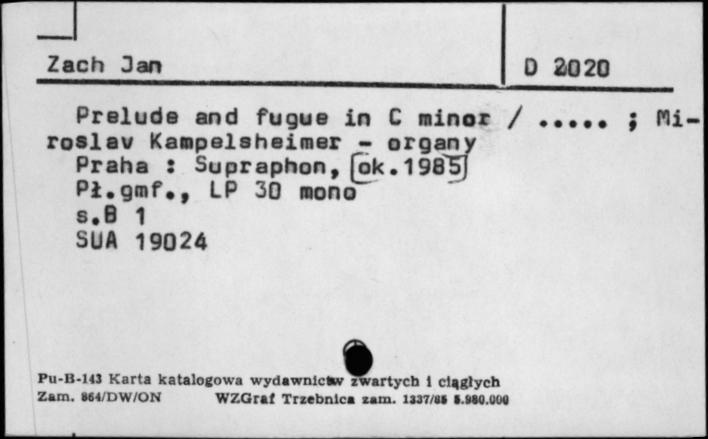 Zach Jan D 2020
Prelude and fugue in C minor / ..... ; Mi-
roslav Kampelsheimer - organy
Praha : Supraphon, [ok.1985]
Pł.gmf., LP 30 mono
s.B 1
SUA 19024
Pu-B-143 Karta katalogowa wydawnictw zwartych i ciągłych
Zam. 864/DW/ON WZGraf Trzebnica zam. 1337/85 5.980.000